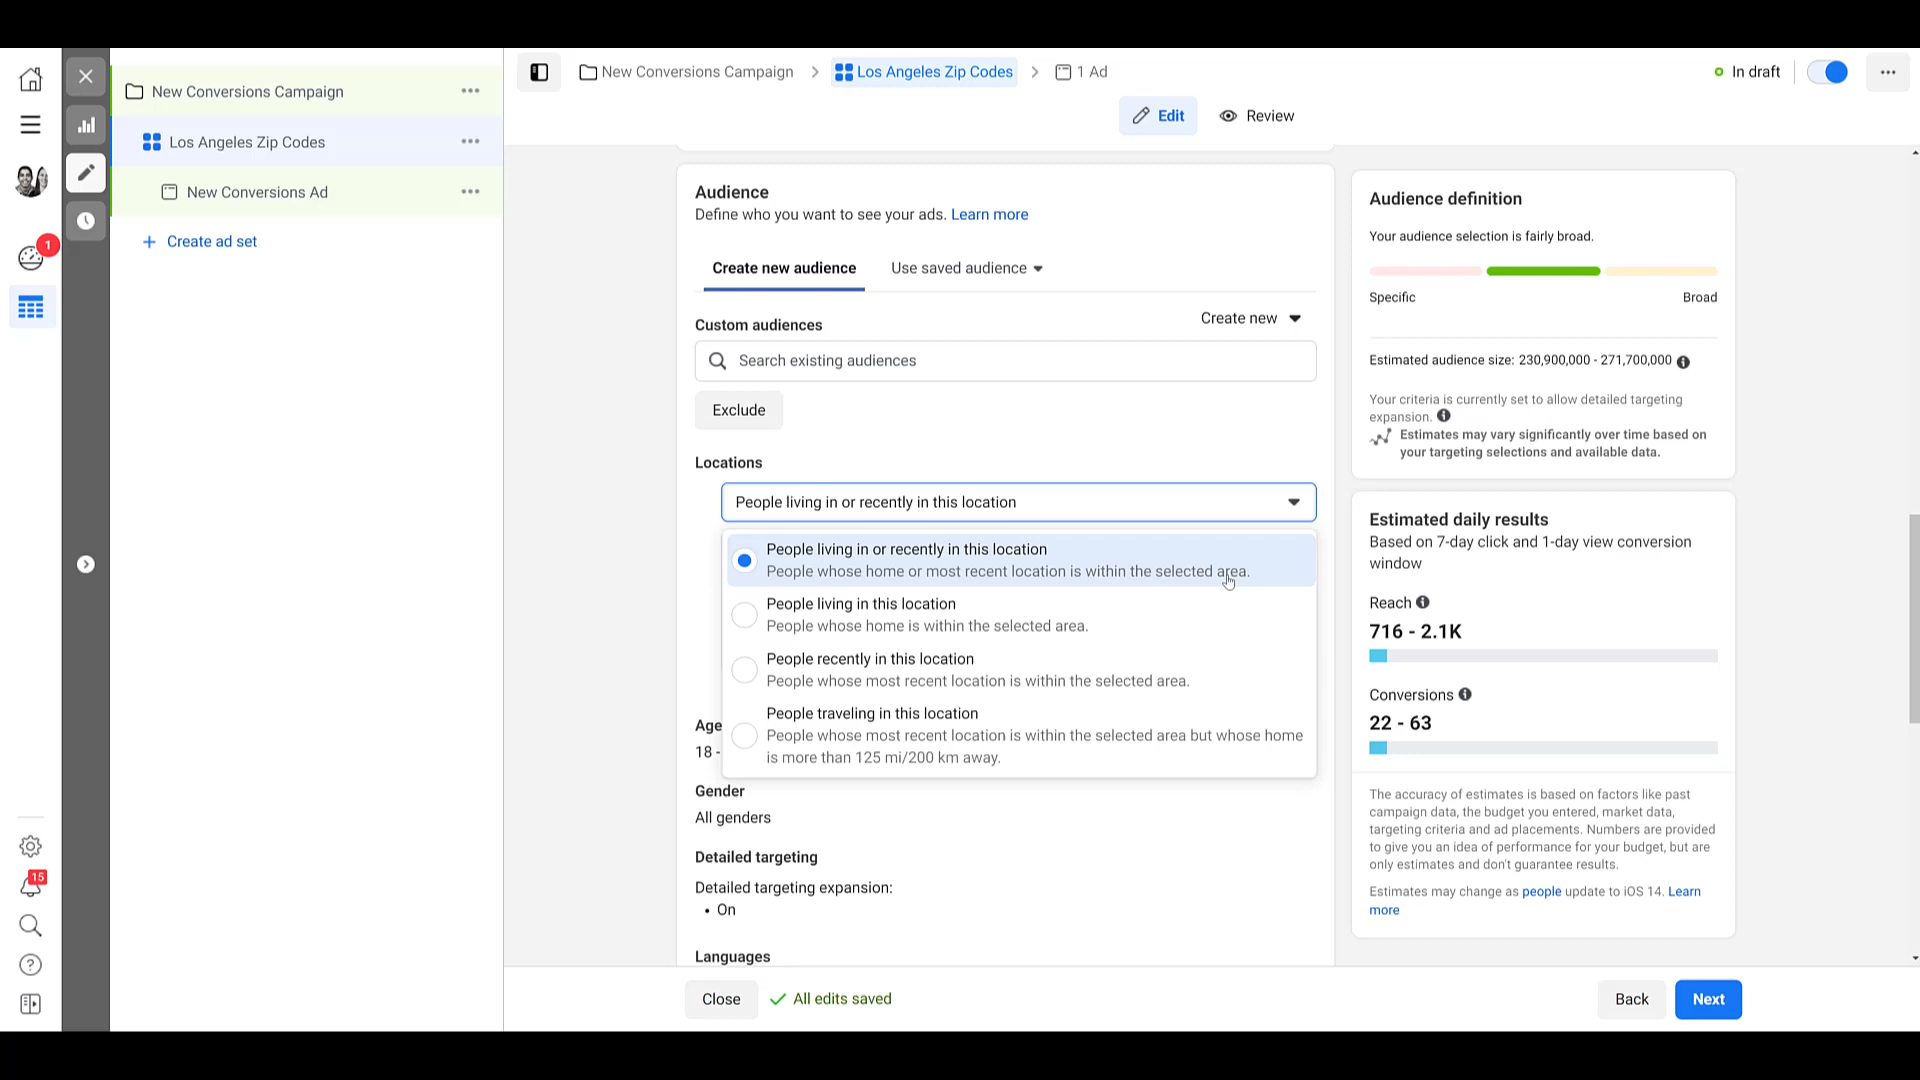 New Conversions Campaign
Los Angeles Zip Codes
1 Ad
In draft
Edit
Review
New Conversions Campaign
Los Angeles Zip Codes
New Conversions Ad
Create ad set
1
15
Audience
Define who you want to see your ads. Learn more
Create new audience
Use saved audience
Custom audiences
Create new
Search existing audiences
Exclude
Locations
People living in or recently in this location
People living in or recently in this location
People whose home or most recent location is within the selected area.
People living in this location
People whose home is within the selected area.
People recently in this location
People whose most recent location is within the selected area.
People traveling in this location
People whose most recent location is within the selected area but whose home
is more than 125 mi/200 km away.
Age
18 -
Gender
All genders
Detailed targeting
Detailed targeting expansion:
• On
Languages
Audience definition
Your audience selection is fairly broad.
Specific
Broad
Estimated audience size: 230,900,000 - 271,700,000
Your criteria is currently set to allow detailed targeting
expansion.
Estimates may vary significantly over time based on
your targeting selections and available data.
Estimated daily results
Based on 7-day click and 1-day view conversion
window
Reach
716 - 2.1K
Conversions
22 - 63
The accuracy of estimates is based on factors like past
campaign data, the budget you entered, market data,
targeting criteria and ad placements. Numbers are provided
to give you an idea of performance for your budget, but are
only estimates and don't guarantee results.
Estimates may change as people update to iOS 14. Learn
more
Close
All edits saved
Back
Next